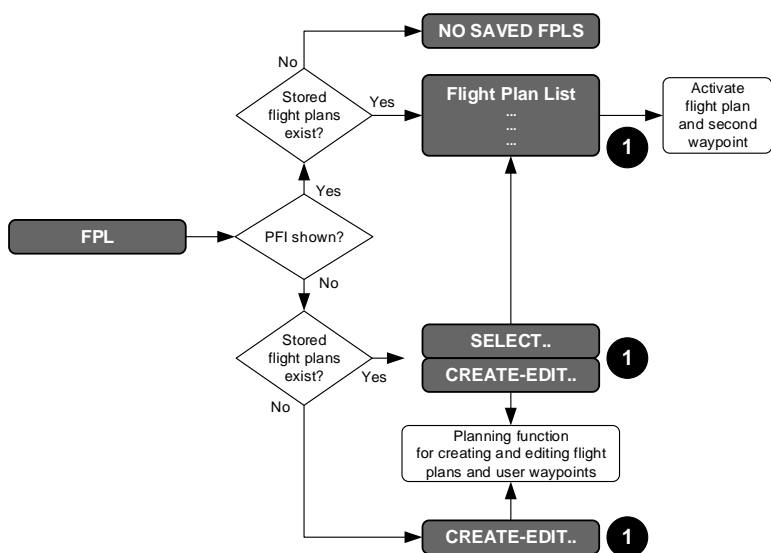 NO SAVED FPLS
No
Stored
flight plans
exist?
Yes
Flight Plan List
...
...
...
1
Activate
flight plan
and second
waypoint
Yes
FPL
PFI shown?
No
Stored
flight plans
exist?
Yes
No
SELECT..
CREATE-EDIT..
1
Planning function
for creating and editing flight
plans and user waypoints
CREATE-EDIT..
1